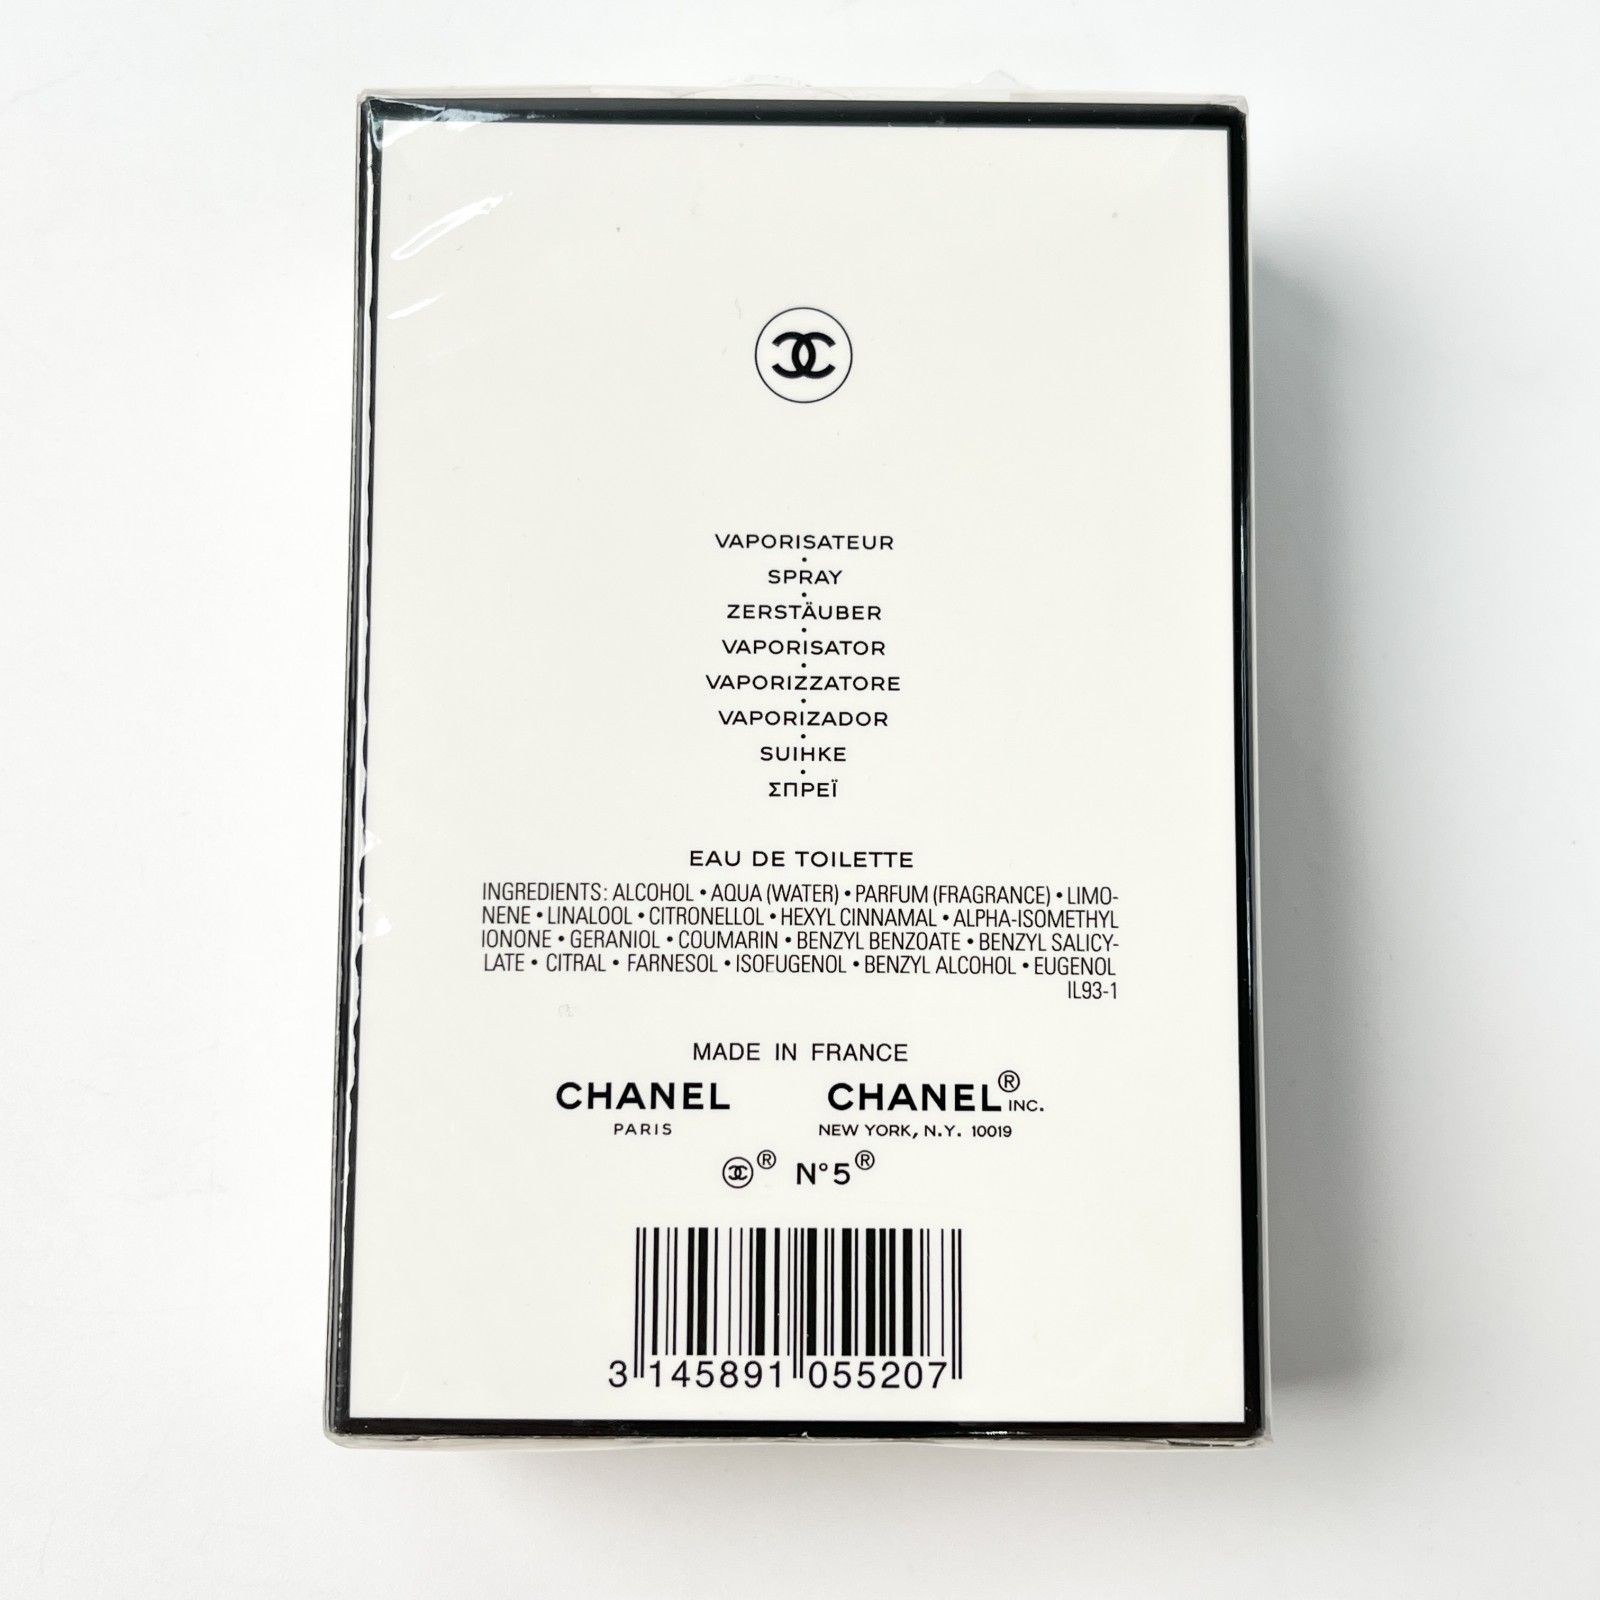 VAPORISATEUR
•
SPRAY
•
ZERSTÄUBER
•
VAPORISATOR
•
VAPORIZZATORE
•
VAPORIZADOR
•
SUIHKE
•
ΣΠΡΕΪ
EAU DE TOILETTE
INGREDIENTS: ALCOHOL • AQUA (WATER) • PARFUM (FRAGRANCE) • LIMO-
NENE • LINALOOL • CITRONELLOL • HEXYL CINNAMAL • ALPHA-ISOMETHYL
IONONE • GERANIOL • COUMARIN • BENZYL BENZOATE • BENZYL SALICY-
LATE • CITRAL • FARNESOL • ISOEUGENOL • BENZYL ALCOHOL • EUGENOL
IL93-1
MADE IN FRANCE
CHANEL CHANEL® INC.
PARIS NEW YORK, N.Y. 10019
® N°5®
3 145891 055207